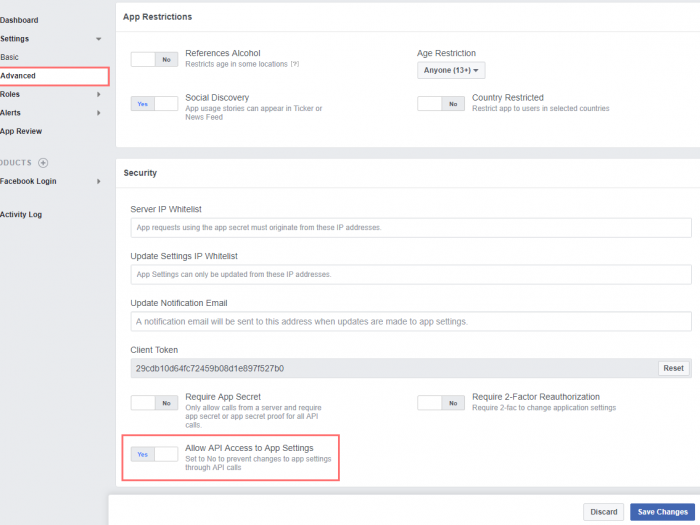 Dashboard
Settings
Basic
Advanced
Roles
Alerts
App Review
ODUCTS
Facebook Login
Activity Log
App Restrictions
No
References Alcohol
Restricts age in some locations [?]
Age Restriction
Anyone (13+)
Yes
Social Discovery
App usage stories can appear in Ticker or
News Feed
No
Country Restricted
Restrict app to users in selected countries
Security
Server IP Whitelist
App requests using the app secret must originate from these IP addresses.
Update Settings IP Whitelist
App Settings can only be updated from these IP addresses.
Update Notification Email
A notification email will be sent to this address when updates are made to app settings.
Client Token
29cdb10d64fc72459b08d1e897f527b0
Reset
No
Require App Secret
Only allow calls from a server and require
app secret or app secret proof for all API
calls.
No
Require 2-Factor Reauthorization
Require 2-fac to change application settings
Yes
Allow API Access to App Settings
Set to No to prevent changes to app settings
through API calls
Discard
Save Changes